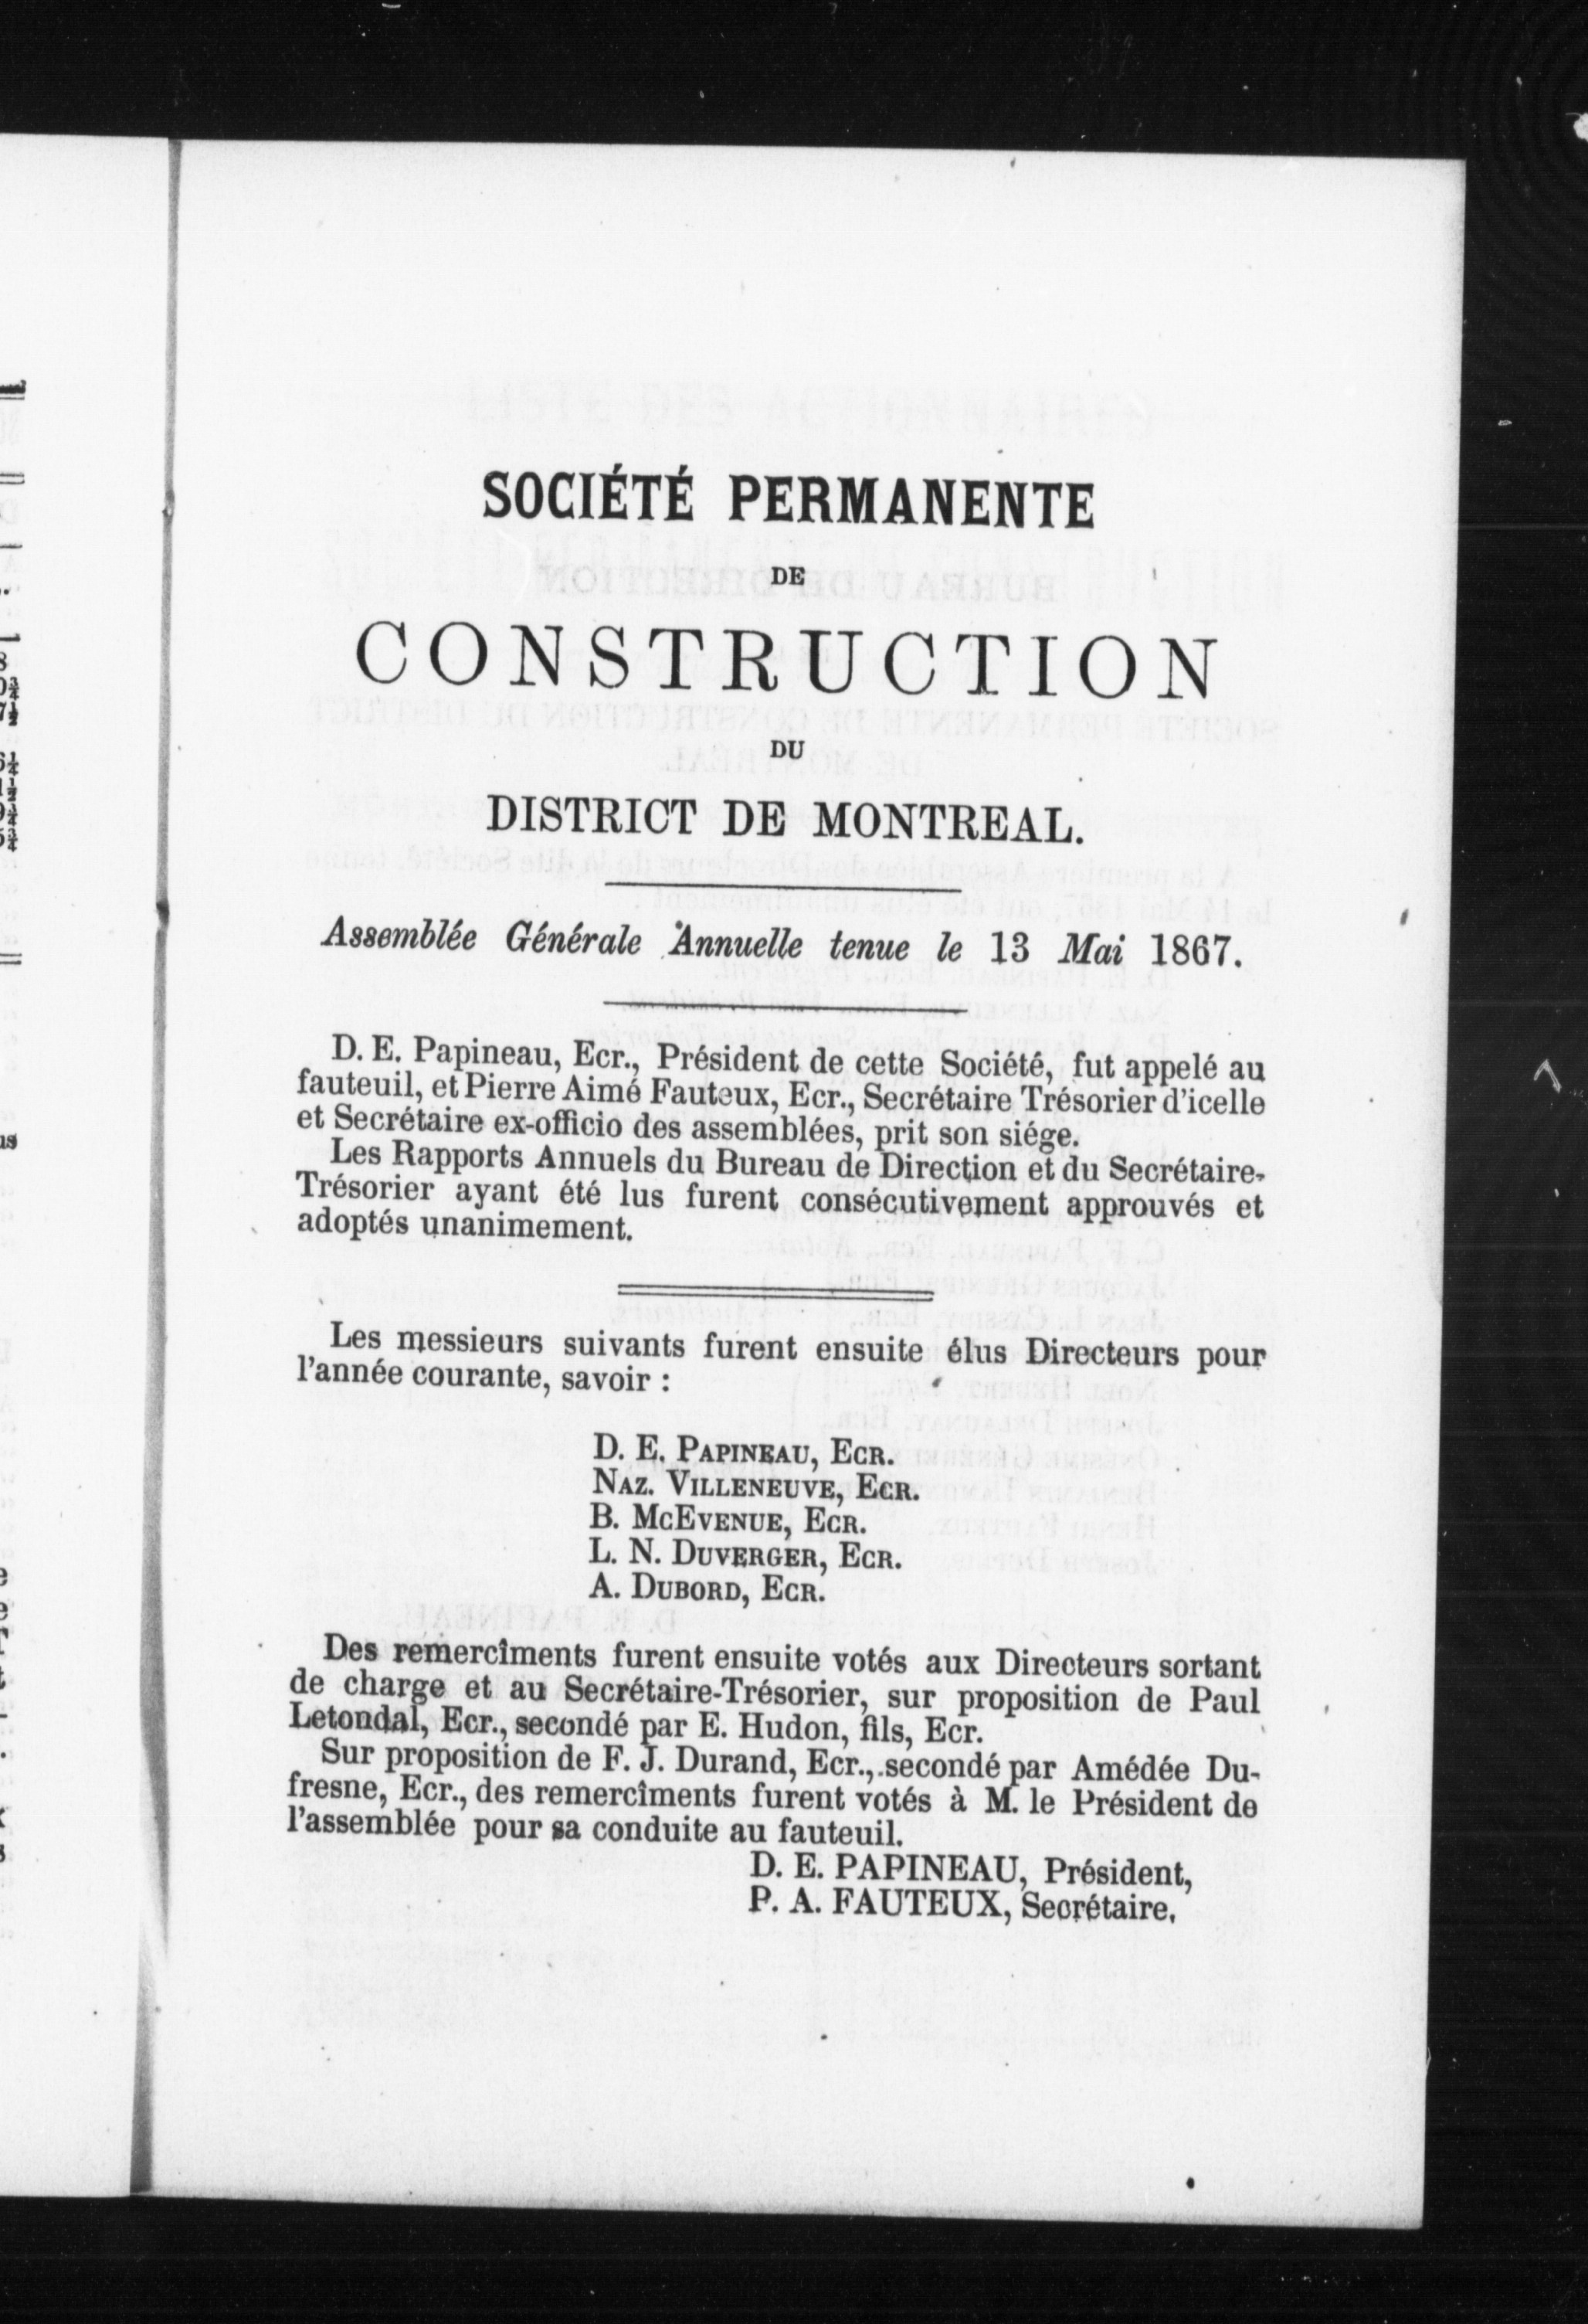 SOCIÉTÉ PERMANENTE
DE
CONSTRUCTION
DU
DISTRICT DE MONTREAL.
Assemblée Générale Annuelle tenue le 13 Mai 1867.
D. E. Papineau, Ecr., Président de cette Société, fut appelé au
fauteuil, et Pierre Aimé Fauteux, Ecr., Secrétaire Trésorier d'icelle
et Secrétaire ex-officio des assemblées, prit son siége.
Les Rapports Annuels du Bureau de Direction et du Secrétaire-
Trésorier ayant été lus furent consécutivement approuvés et
adoptés unanimement.
Les messieurs suivants furent ensuite élus Directeurs pour
l'année courante, savoir :
D. E. PAPINEAU, ECR.
NAZ. VILLENEUVE, ECR.
B. McEVENUE, ECR.
L. N. DUVERGER, ECR.
A. DUBORD, ECR.
Des remercîments furent ensuite votés aux Directeurs sortant
de charge et au Secrétaire-Trésorier, sur proposition de Paul
Letondal, Ecr., secondé par E. Hudon, fils, Ecr.
Sur proposition de F. J. Durand, Ecr., secondé par Amédée Du-
fresne, Ecr., des remercîments furent votés à M. le Président de
l'assemblée pour sa conduite au fauteuil.
D. E. PAPINEAU, Président,
P. A. FAUTEUX, Secrétaire.